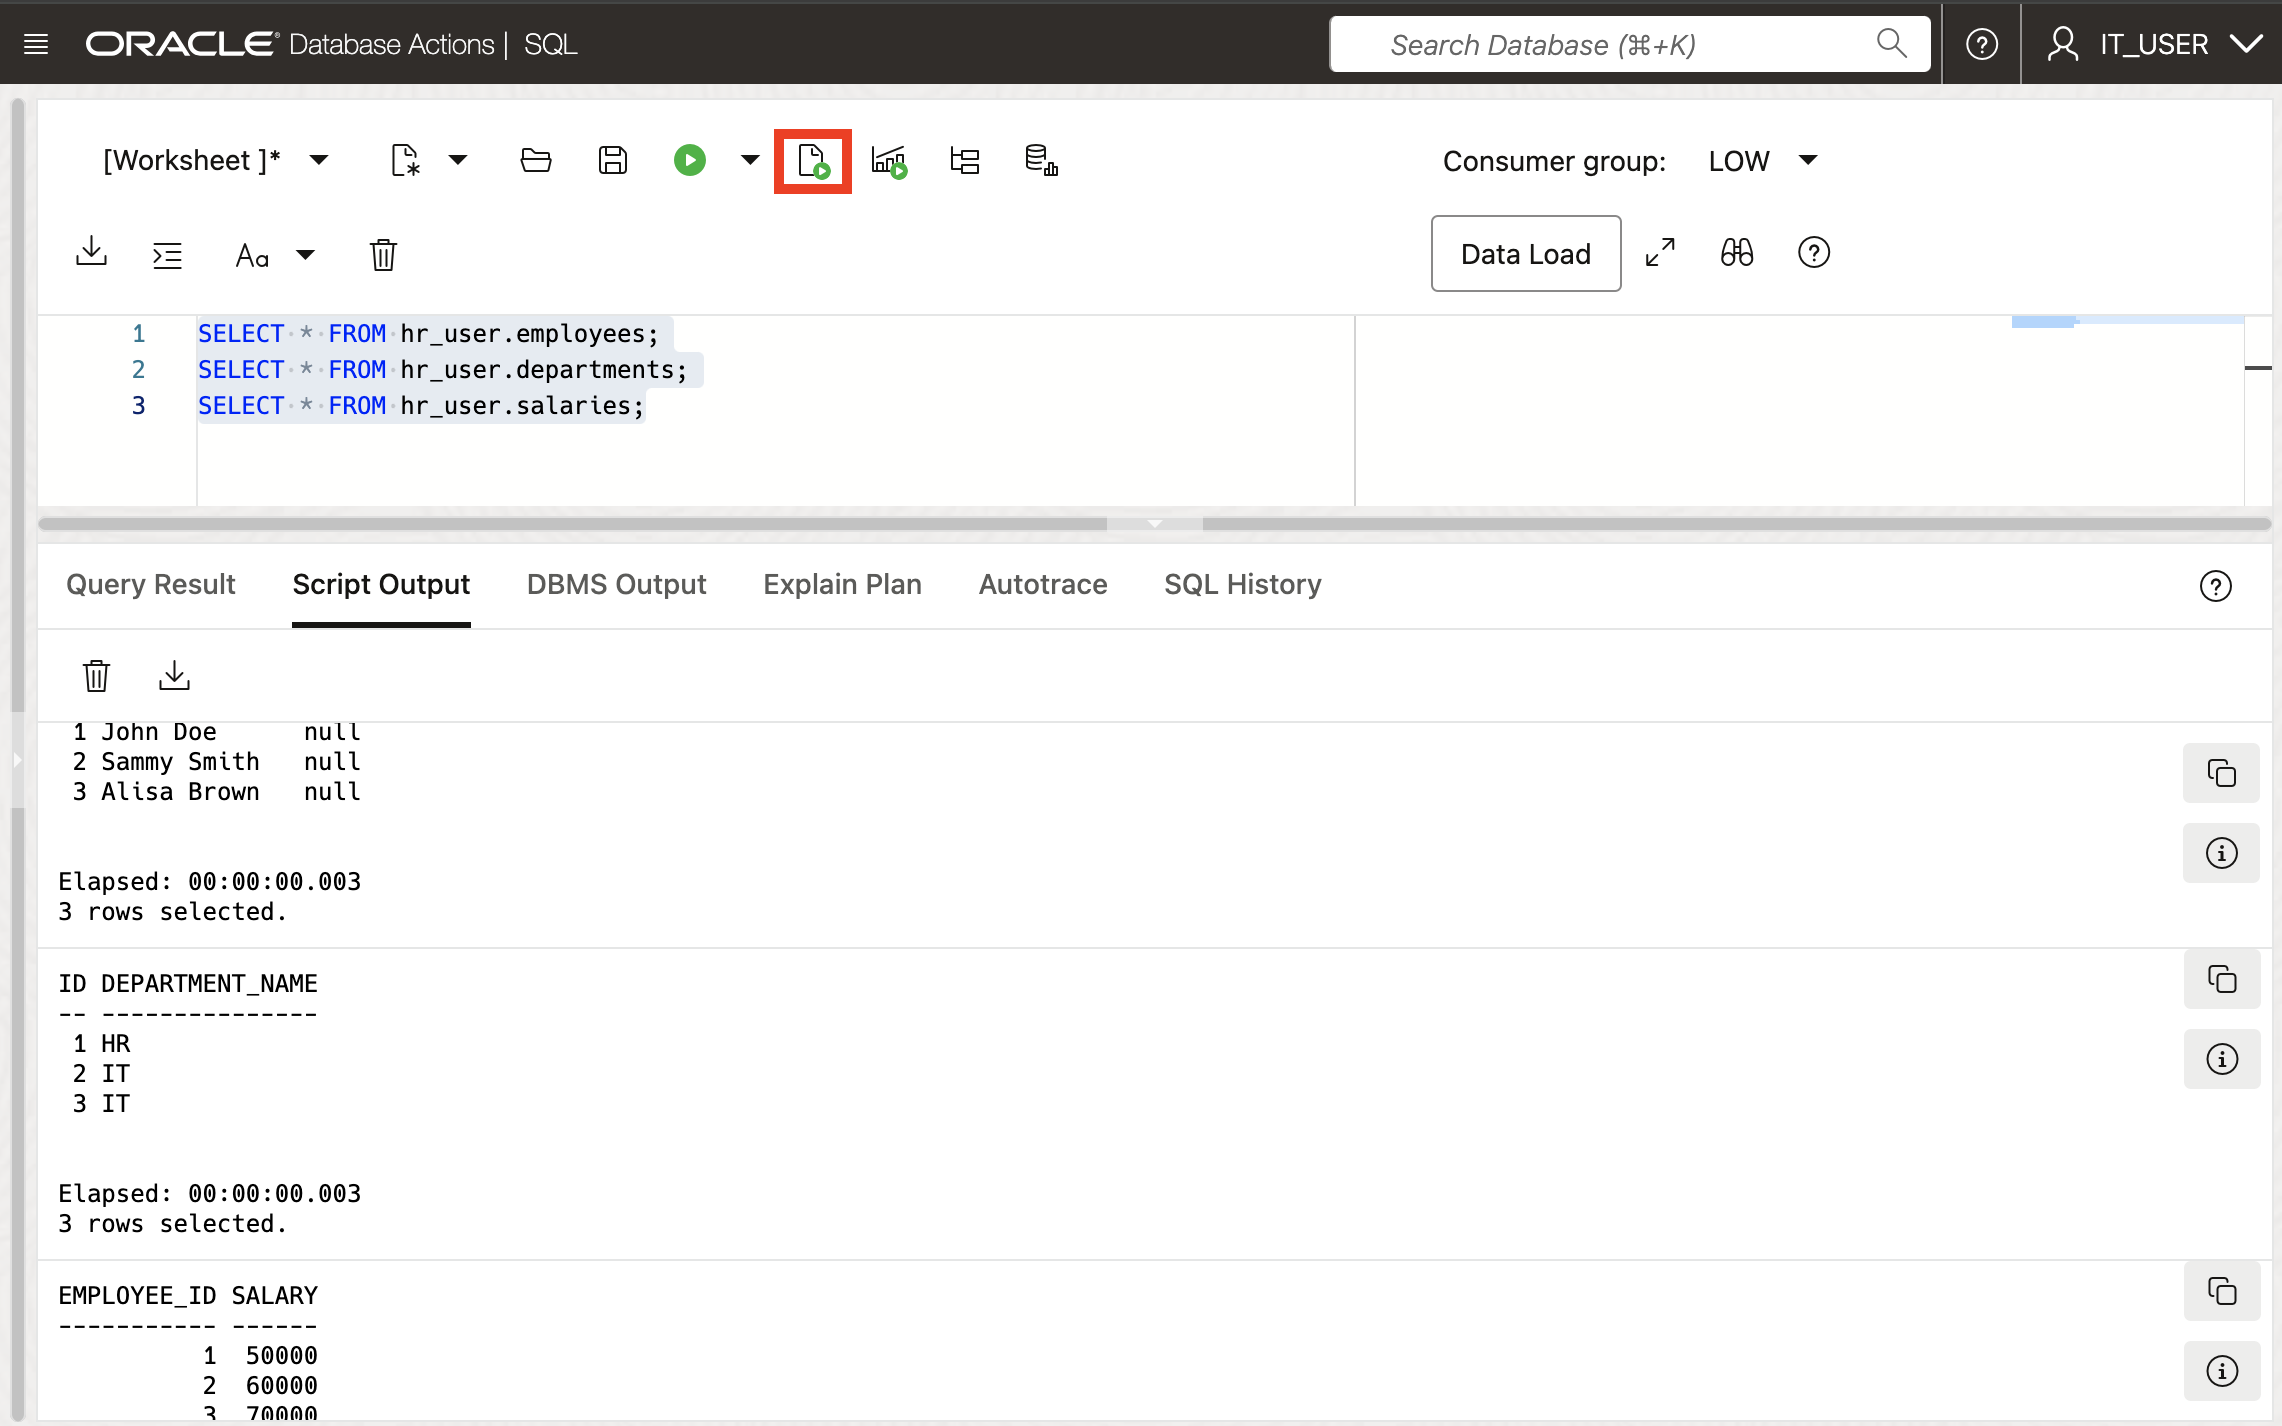 ORACLE® Database Actions | SQL
Search Database (⌘+K)
IT_USER
[Worksheet ]*
Consumer group: LOW
Aa
Data Load
1 SELECT * FROM hr_user.employees;
2 SELECT * FROM hr_user.departments;
3 SELECT * FROM hr_user.salaries;
Query Result Script Output DBMS Output Explain Plan Autotrace SQL History
1 John Doe null
2 Sammy Smith null
3 Alisa Brown null
Elapsed: 00:00:00.003
3 rows selected.
ID DEPARTMENT_NAME
-- ---------------
1 HR
2 IT
3 IT
Elapsed: 00:00:00.003
3 rows selected.
EMPLOYEE_ID SALARY
----------- ------
1 50000
2 60000
3 70000